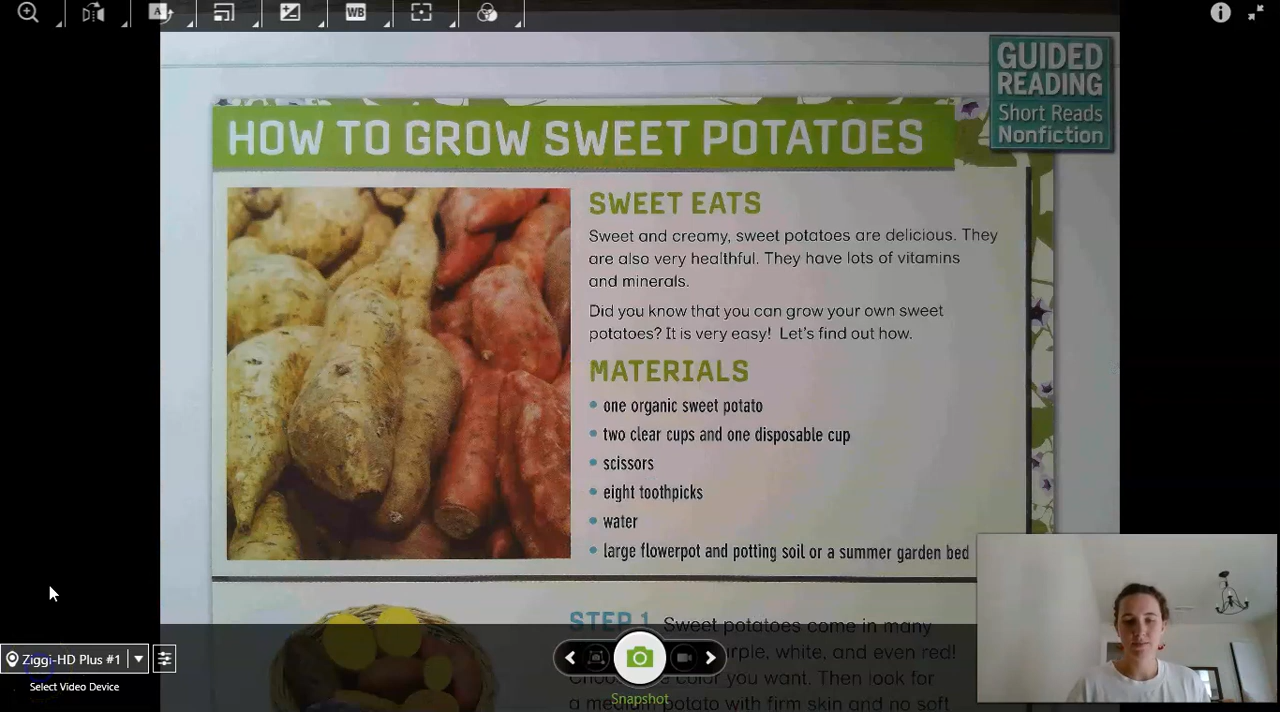 A
WB
GUIDED
READING
Short Reads
Nonfiction
HOW TO GROW SWEET POTATOES
SWEET EATS
Sweet and creamy, sweet potatoes are delicious. They
are also very healthful. They have lots of vitamins
and minerals.
Did you know that you can grow your own sweet
potatoes? It is very easy! Let's find out how.
MATERIALS
• one organic sweet potato
• two clear cups and one disposable cup
• scissors
• eight toothpicks
• water
• large flowerpot and potting soil or a summer garden bed
STEP 1 Sweet potatoes come in many
white, and even red!
you want. Then look for
a medium potato with firm skin and no soft
Ziggi-HD Plus #1
Select Video Device
Snapshot